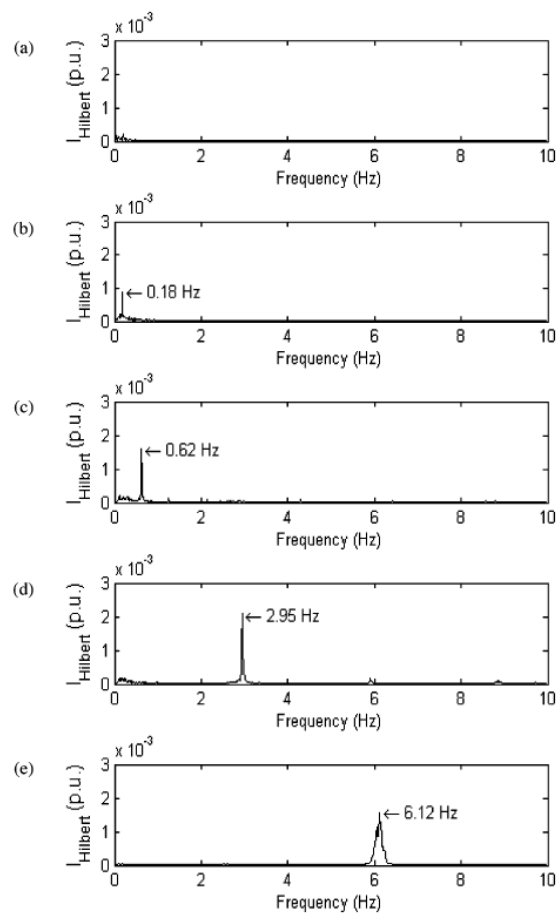 (a)
x 10⁻³
I_Hilbert (p.u.)
3
2
1
0
0 2 4 6 8 10
Frequency (Hz)
(b)
x 10⁻³
I_Hilbert (p.u.)
3
2
1
0
← 0.18 Hz
0 2 4 6 8 10
Frequency (Hz)
(c)
x 10⁻³
I_Hilbert (p.u.)
3
2
1
0
← 0.62 Hz
0 2 4 6 8 10
Frequency (Hz)
(d)
x 10⁻³
I_Hilbert (p.u.)
3
2
1
0
← 2.95 Hz
0 2 4 6 8 10
Frequency (Hz)
(e)
x 10⁻³
I_Hilbert (p.u.)
3
2
1
0
← 6.12 Hz
0 2 4 6 8 10
Frequency (Hz)